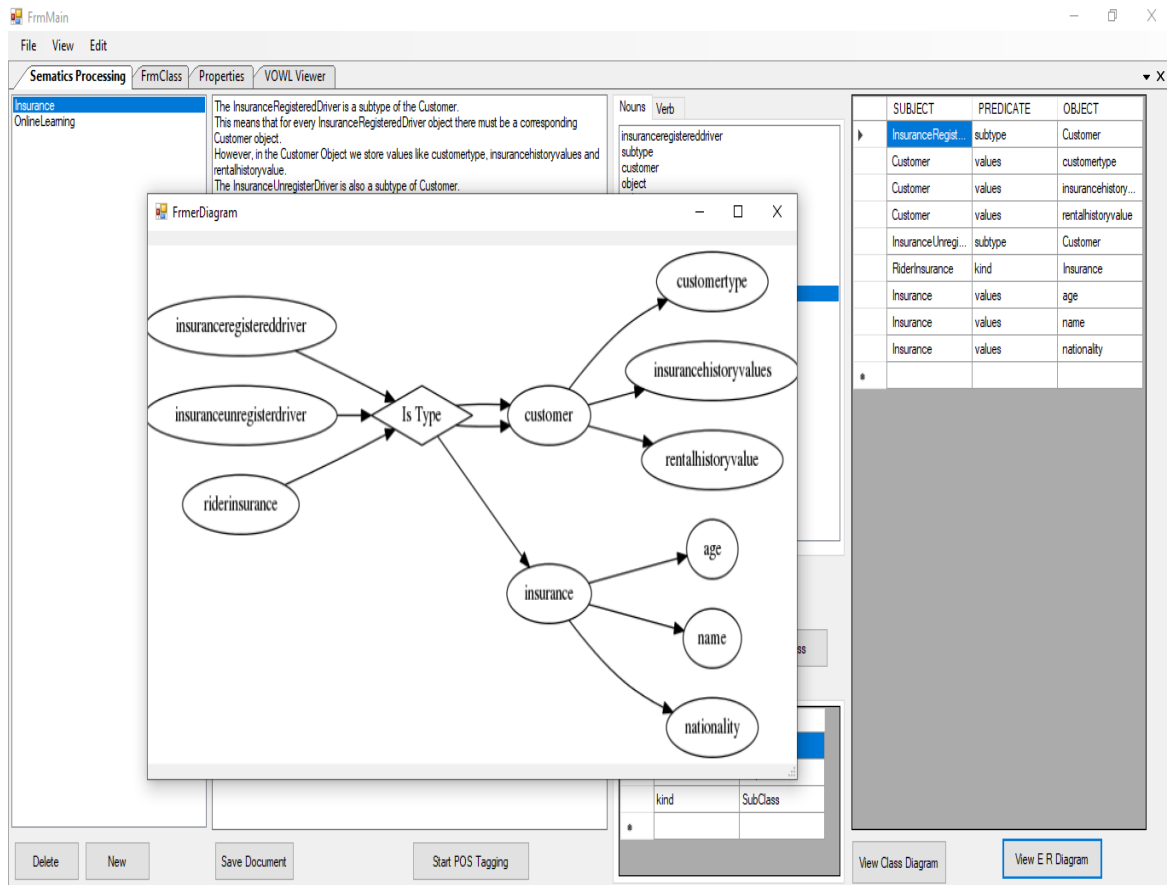 FrmMain
File View Edit
Sematics Processing FrmClass Properties VOWL Viewer
Insurance
OnlineLearning
The InsuranceRegisteredDriver is a subtype of the Customer.
This means that for every InsuranceRegisteredDriver object there must be a corresponding
Customer object.
However, in the Customer Object we store values like customertype, insurancehistoryvalues and
rentalhistoryvalue.
The InsuranceUnregisterDriver is also a subtype of Customer.
Nouns Verb
insuranceregistereddriver
subtype
customer
object
SUBJECT PREDICATE OBJECT
InsuranceRegist... subtype Customer
Customer values customertype
Customer values insurancehistory...
Customer values rentalhistoryvalue
InsuranceUnregi... subtype Customer
RiderInsurance kind Insurance
Insurance values age
Insurance values name
Insurance values nationality
FrmerDiagram
insuranceregistereddriver
insuranceunregisterdriver
riderinsurance
Is Type
customer
insurance
customertype
insurancehistoryvalues
rentalhistoryvalue
age
name
nationality
ss
kind SubClass
Delete New Save Document Start POS Tagging View Class Diagram View E R Diagram